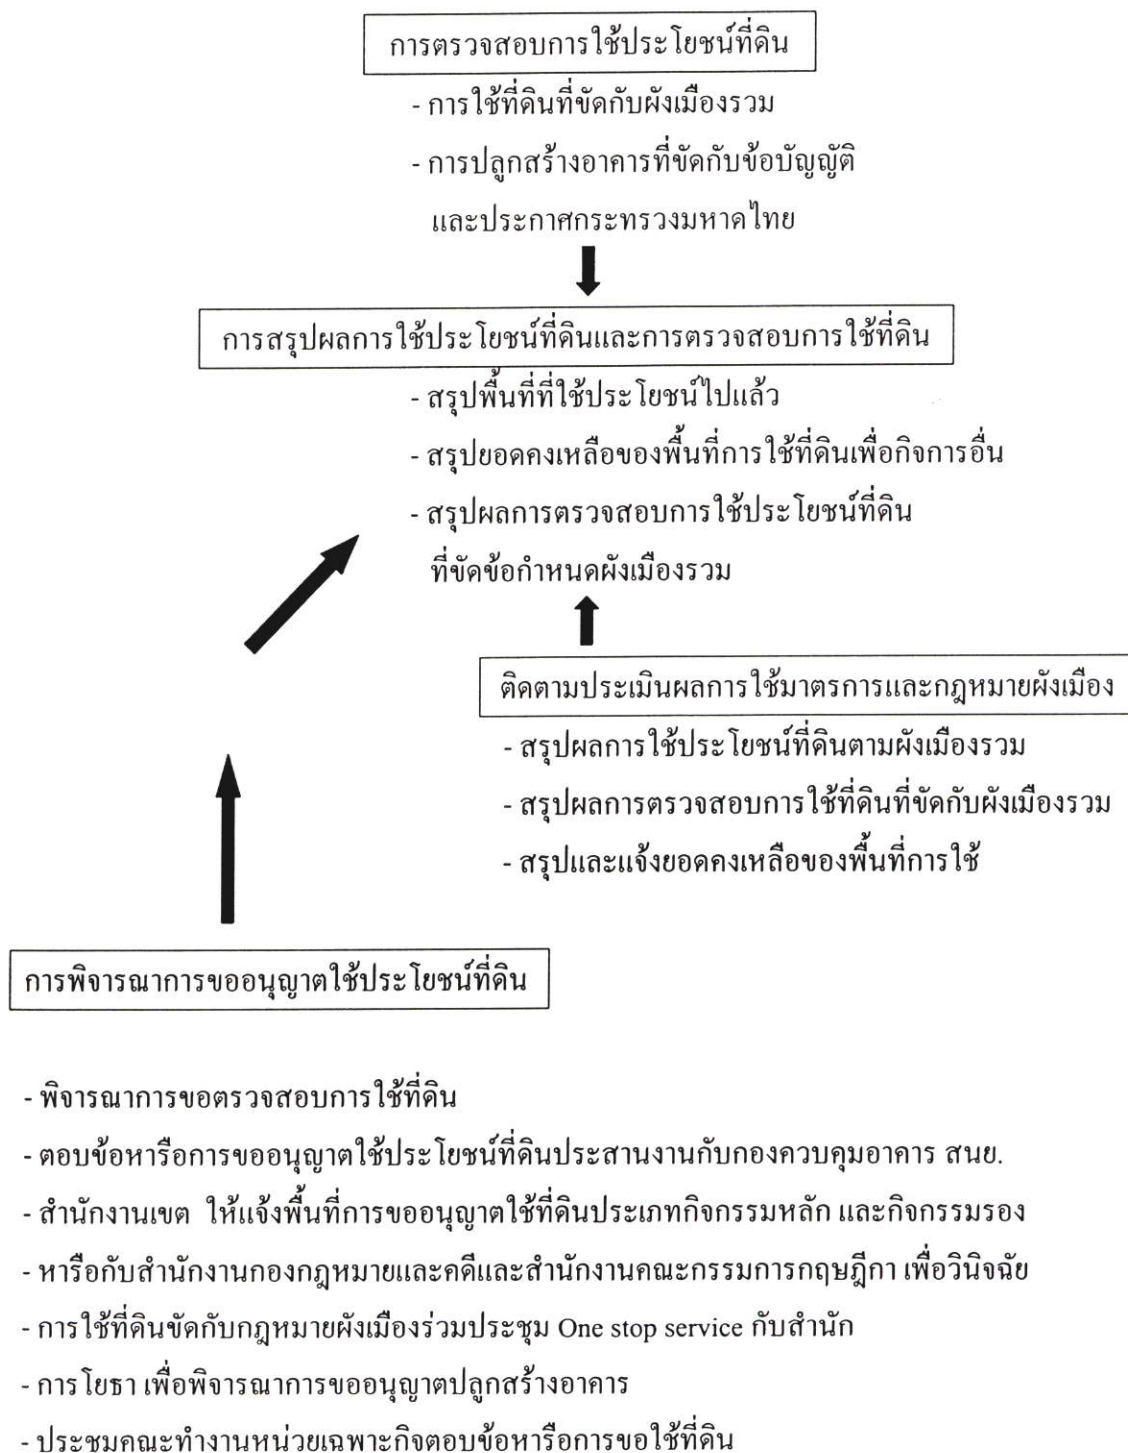 การตรวจสอบการใช้ประโยชน์ที่ดิน
- การใช้ที่ดินที่ขัดกับผังเมืองรวม
- การปลูกสร้างอาคารที่ขัดกับข้อบัญญัติ
และประกาศกระทรวงมหาดไทย
การสรุปผลการใช้ประโยชน์ที่ดินและการตรวจสอบการใช้ที่ดิน
- สรุปพื้นที่ที่ใช้ประโยชน์ไปแล้ว
- สรุปยอดคงเหลือของพื้นที่การใช้ที่ดินเพื่อกิจการอื่น
- สรุปผลการตรวจสอบการใช้ประโยชน์ที่ดิน
ที่ขัดข้อกำหนดผังเมืองรวม
ติดตามประเมินผลการใช้มาตรการและกฎหมายผังเมือง
- สรุปผลการใช้ประโยชน์ที่ดินตามผังเมืองรวม
- สรุปผลการตรวจสอบการใช้ที่ดินที่ขัดกับผังเมืองรวม
- สรุปและแจ้งยอดคงเหลือของพื้นที่การใช้
การพิจารณาการขออนุญาตใช้ประโยชน์ที่ดิน
- พิจารณาการขอตรวจสอบการใช้ที่ดิน
- ตอบข้อหารือการขออนุญาตใช้ประโยชน์ที่ดินประสานงานกับกองควบคุมอาคาร สนย.
- สำนักงานเขต ให้แจ้งพื้นที่การขออนุญาตใช้ที่ดินประเภทกิจกรรมหลัก และกิจกรรมรอง
- หารือกับสำนักงานกองกฎหมายและคดีและสำนักงานคณะกรรมการกฤษฎีกา เพื่อวินิจฉัย
- การใช้ที่ดินขัดกับกฎหมายผังเมืองร่วมประชุม One stop service กับสำนัก
- การโยธา เพื่อพิจารณาการขออนุญาตปลูกสร้างอาคาร
- ประชุมคณะทำงานหน่วยเฉพาะกิจตอบข้อหารือการขอใช้ที่ดิน